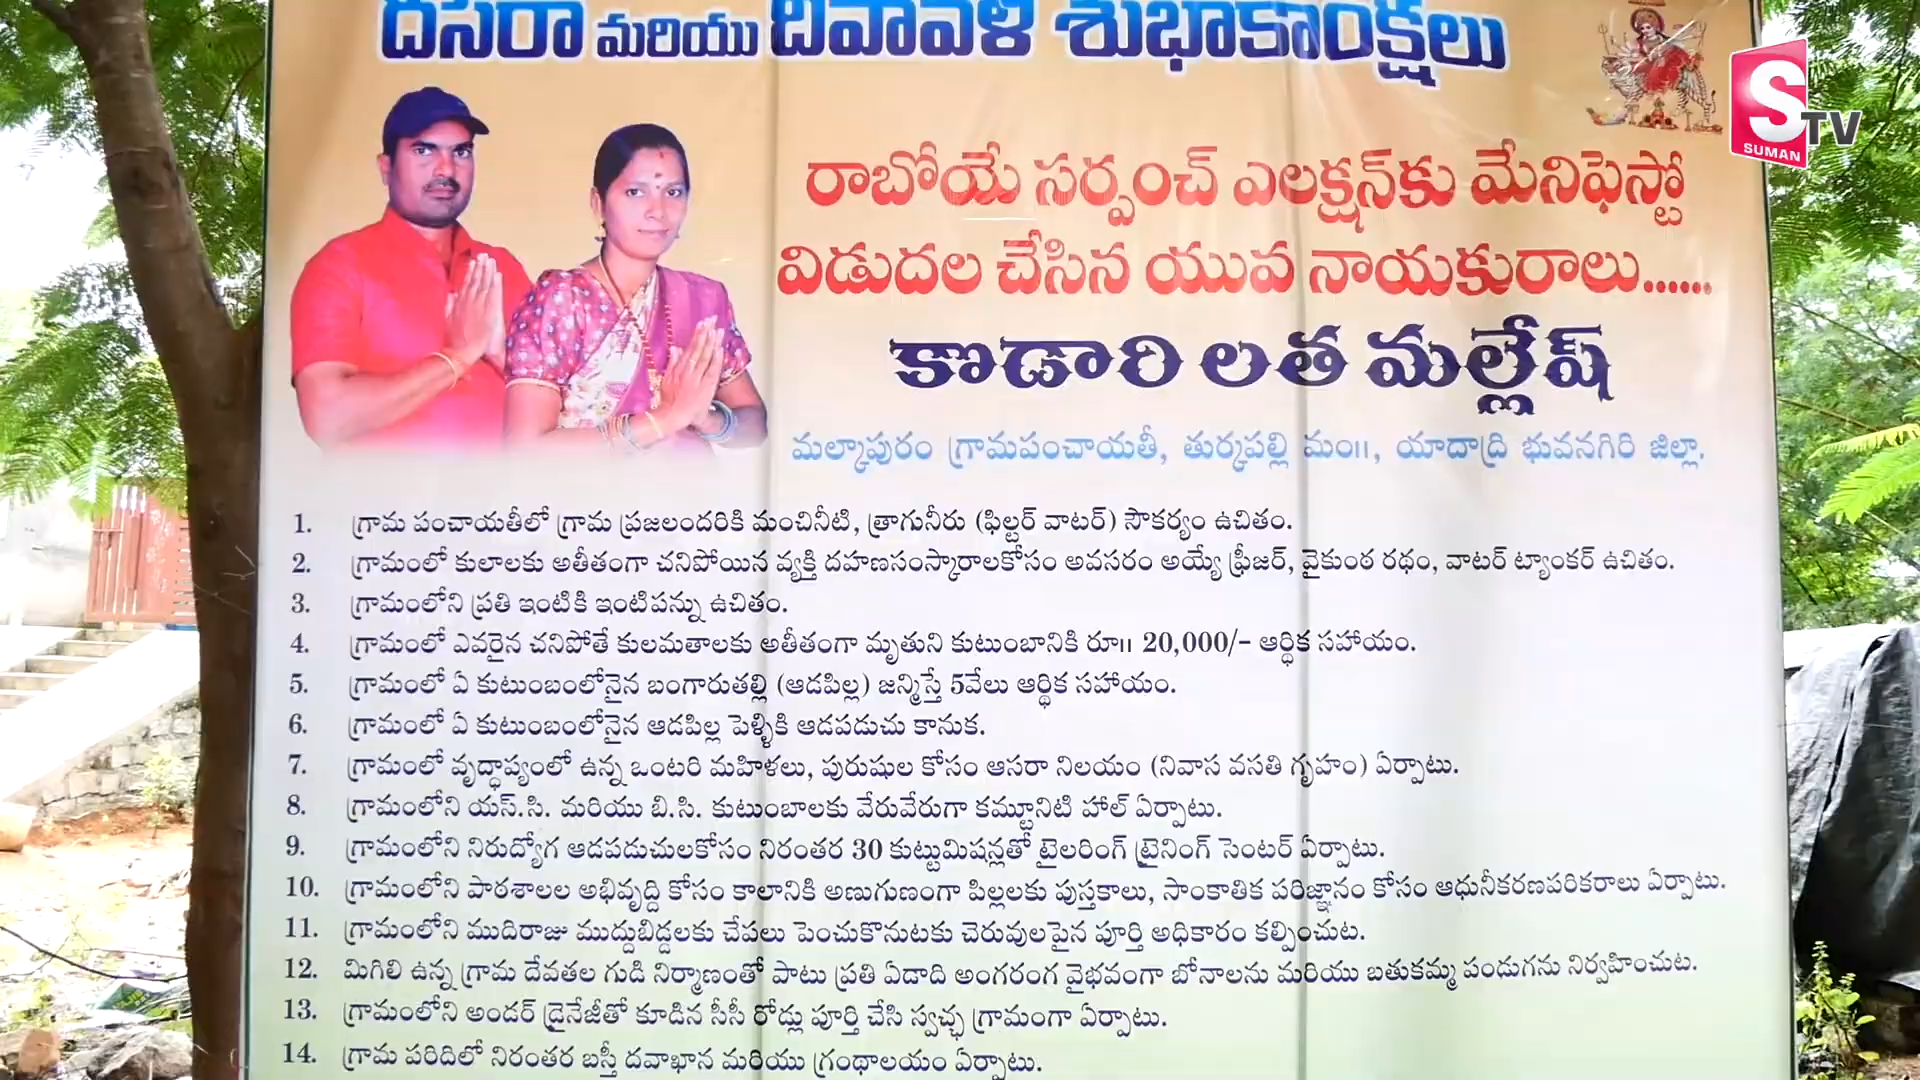 దసరా మరియు దీపావళి శుభాకాంక్షలు
S TV
SUMAN
రాబోయే సర్పంచ్ ఎలక్షన్‌కు మేనిఫెస్టో
విడుదల చేసిన యువ నాయకురాలు......
కొడారి లత మల్లేష్
మల్కాపురం గ్రామపంచాయతీ, తుర్కపల్లి మం॥, యాదాద్రి భువనగిరి జిల్లా.
1. గ్రామ పంచాయతీలో గ్రామ ప్రజలందరికి మంచినీటి, త్రాగునీరు (ఫిల్టర్ వాటర్) సౌకర్యం ఉచితం.
2. గ్రామంలో కులాలకు అతీతంగా చనిపోయిన వ్యక్తి దహణసంస్కారాలకోసం అవసరం అయ్యే ఫ్రీజర్, వైకుంఠ రథం, వాటర్ ట్యాంకర్ ఉచితం.
3. గ్రామంలోని ప్రతి ఇంటికి ఇంటిపన్ను ఉచితం.
4. గ్రామంలో ఎవరైన చనిపోతే కులమతాలకు అతీతంగా మృతుని కుటుంబానికి రూ॥ 20,000/- ఆర్థిక సహాయం.
5. గ్రామంలో ఏ కుటుంబంలోనైన బంగారుతల్లి (ఆడపిల్ల) జన్మిస్తే 5వేలు ఆర్థిక సహాయం.
6. గ్రామంలో ఏ కుటుంబంలోనైన ఆడపిల్ల పెళ్ళికి ఆడపడుచు కానుక.
7. గ్రామంలో వృద్ధాప్యంలో ఉన్న ఒంటరి మహిళలు, పురుషుల కోసం ఆసరా నిలయం (నివాస వసతి గృహం) ఏర్పాటు.
8. గ్రామంలోని యస్.సి. మరియు బి.సి. కుటుంబాలకు వేరువేరుగా కమ్యూనిటి హాల్ ఏర్పాటు.
9. గ్రామంలోని నిరుద్యోగ ఆడపడుచులకోసం నిరంతర 30 కుట్టుమిషన్లతో టైలరింగ్ ట్రైనింగ్ సెంటర్ ఏర్పాటు.
10. గ్రామంలోని పాఠశాలల అభివృద్ది కోసం కాలానికి అణుగుణంగా పిల్లలకు పుస్తకాలు, సాంకాతిక పరిజ్ఞానం కోసం ఆధునీకరణపరికరాలు ఏర్పాటు.
11. గ్రామంలోని ముదిరాజు ముద్దుబిడ్డలకు చేపలు పెంచుకొనుటకు చెరువులపైన పూర్తి అధికారం కల్పించుట.
12. మిగిలి ఉన్న గ్రామ దేవతల గుడి నిర్మాణంతో పాటు ప్రతి ఏడాది అంగరంగ వైభవంగా బోనాలను మరియు బతుకమ్మ పండుగను నిర్వహించుట.
13. గ్రామంలోని అండర్ డ్రైనేజీతో కూడిన సీసీ రోడ్లు పూర్తి చేసి స్వచ్ఛ గ్రామంగా ఏర్పాటు.
14. గ్రామ పరిదిలో నిరంతర బస్తీ దవాఖాన మరియు గ్రంథాలయం ఏర్పాటు.